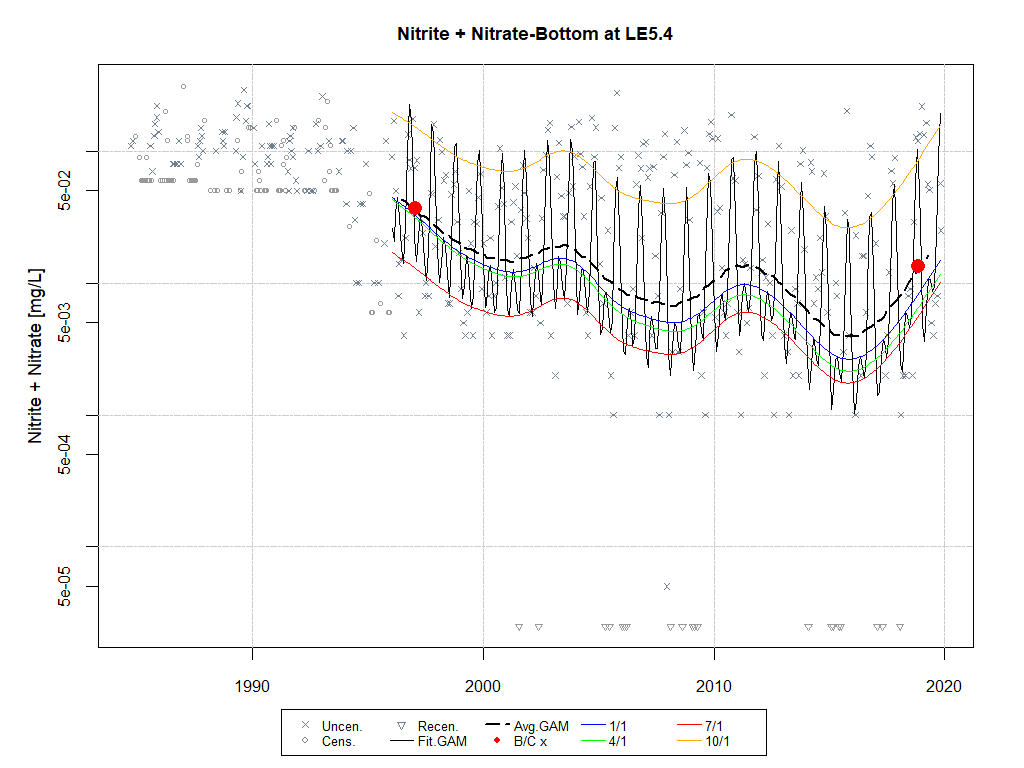 Nitrite + Nitrate-Bottom at LE5.4
Nitrite + Nitrate [mg/L]
5e-02
5e-03
5e-04
5e-05
1990 2000 2010 2020
Uncen. Recen. Avg.GAM 1/1 7/1
Cens. Fit.GAM B/C x 4/1 10/1